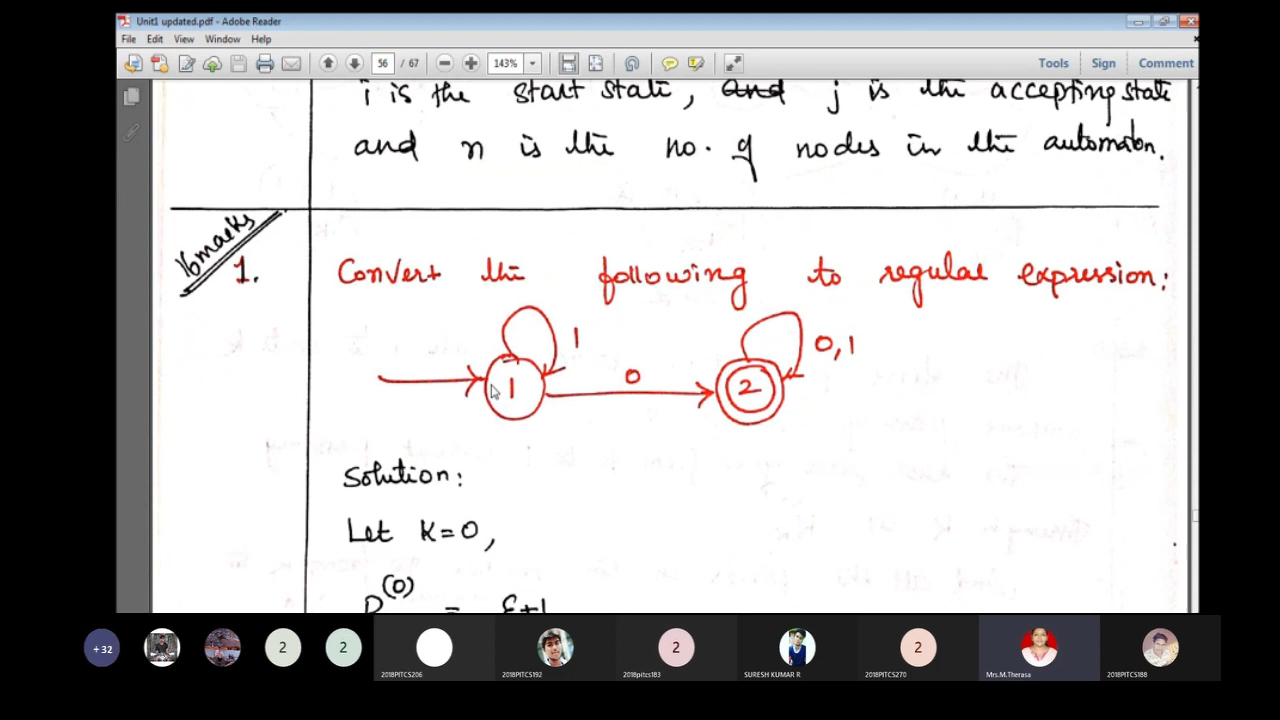 Unit1 updated.pdf - Adobe Reader
File Edit View Window Help
56 / 67 143% Tools Sign Comment
i is the start state, and j is the accepting state
and n is the no. of nodes in the automaton.
16marks
1. Convert the following to regular expression:
1
0,1
0
1
2
Solution:
Let K=0,
(0)
R = ε+1
+32
2
2
2
2
2018PITCS206
2018PITCS192
2018pitcs183
SURESH KUMAR R
2018PITCS270
Mrs.M.Therasa
2018PITCS188